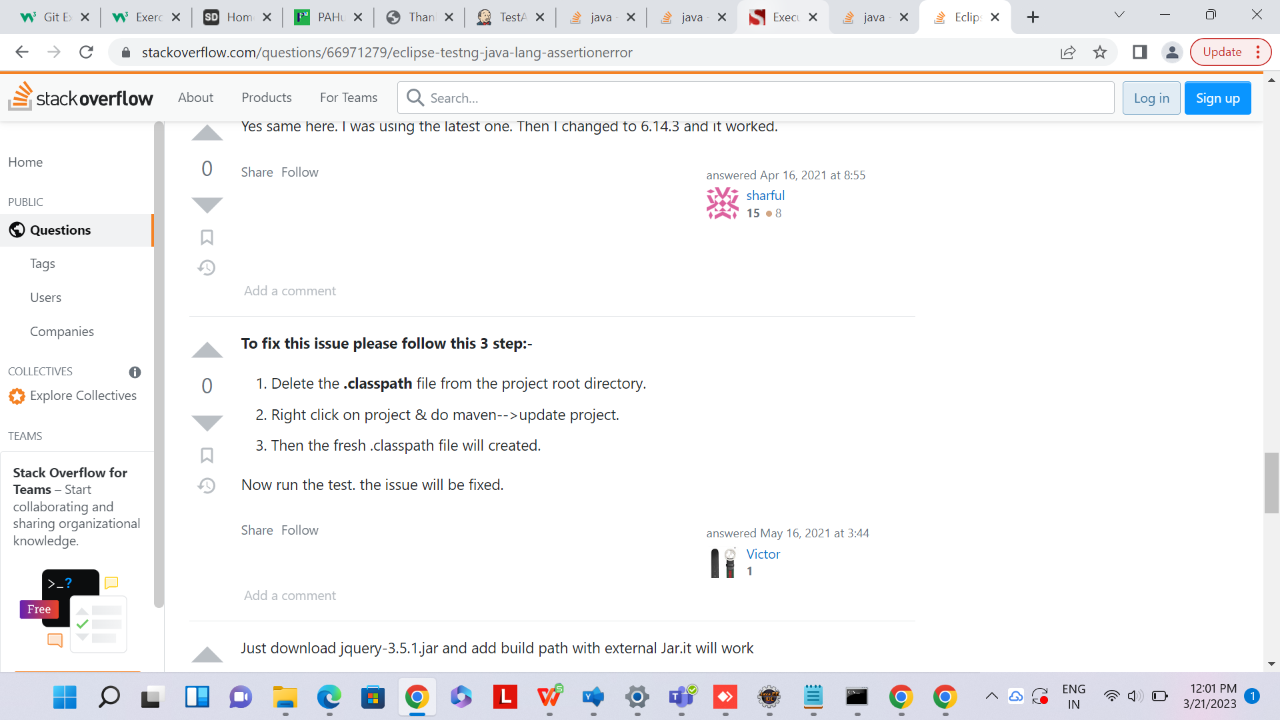 Git E
Exerc
Home
PAHu
Than
TestA
java -
java -
Execu
java -
Eclips
stackoverflow.com/questions/66971279/eclipse-testng-java-lang-assertionerror
Update
stackoverflow
About
Products
For Teams
Search...
Log in
Sign up
Home
PUBLIC
Questions
Tags
Users
Companies
COLLECTIVES
Explore Collectives
TEAMS
Stack Overflow for
Teams – Start
collaborating and
sharing organizational
knowledge.
>_?
Free
Yes same here. I was using the latest one. Then I changed to 6.14.3 and it worked.
0
Share Follow
answered Apr 16, 2021 at 8:55
sharful
15 8
Add a comment
To fix this issue please follow this 3 step:-
0
1. Delete the .classpath file from the project root directory.
2. Right click on project & do maven-->update project.
3. Then the fresh .classpath file will created.
Now run the test. the issue will be fixed.
Share Follow
answered May 16, 2021 at 3:44
Victor
1
Add a comment
Just download jquery-3.5.1.jar and add build path with external Jar.it will work
ENG
IN
12:01 PM
3/21/2023
1